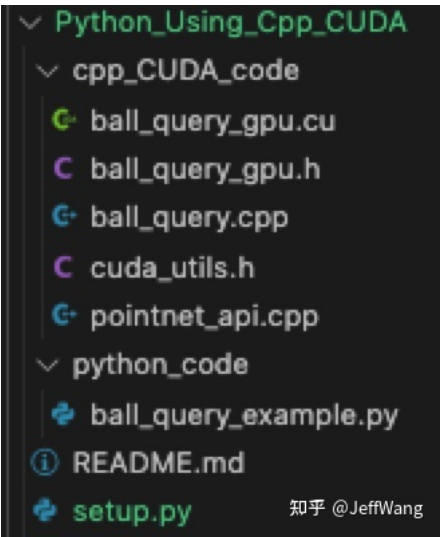 Python_Using_Cpp_CUDA
cpp_CUDA_code
ball_query_gpu.cu
ball_query_gpu.h
ball_query.cpp
cuda_utils.h
pointnet_api.cpp
python_code
ball_query_example.py
README.md
setup.py
知乎 @JeffWang